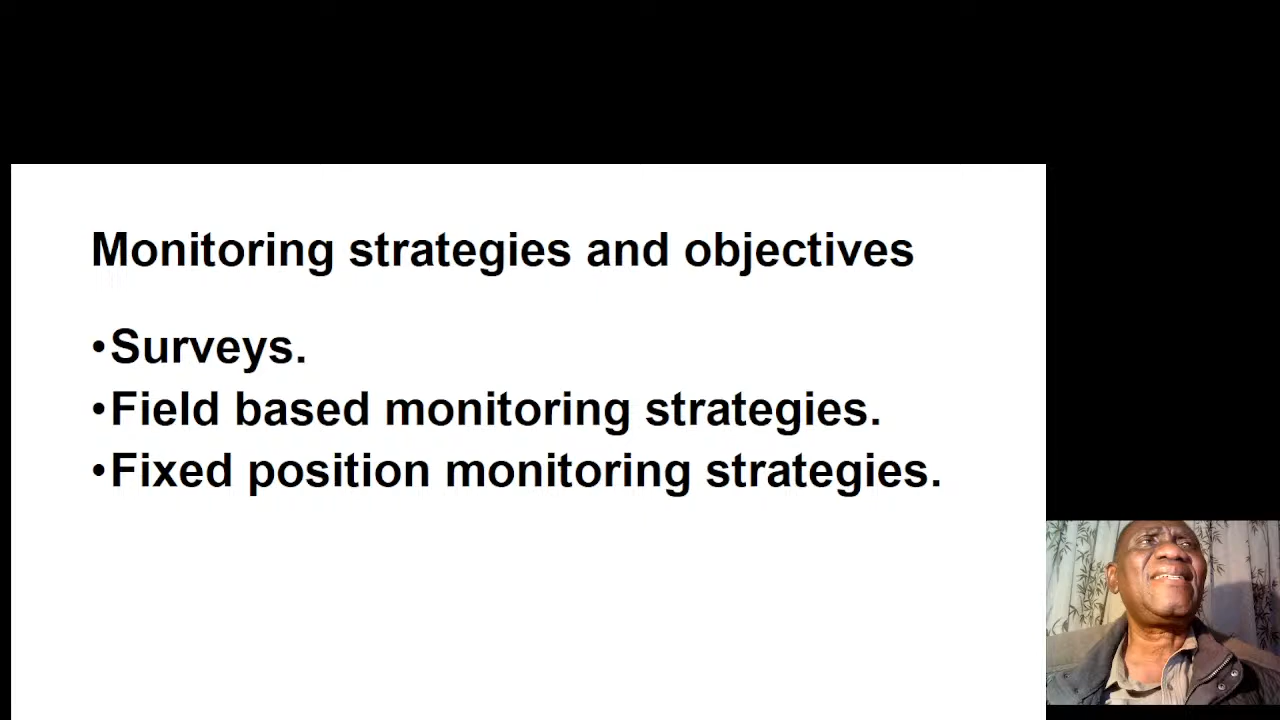 Monitoring strategies and objectives
•Surveys.
•Field based monitoring strategies.
•Fixed position monitoring strategies.